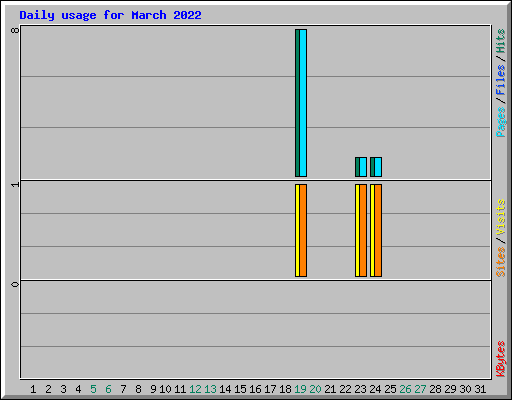 Daily usage for March 2022
8
1
0
Pages/Files/Hits
Sites/Visits
KBytes
1 2 3 4 5 6 7 8 9 10 11 12 13 14 15 16 17 18 19 20 21 22 23 24 25 26 27 28 29 30 31